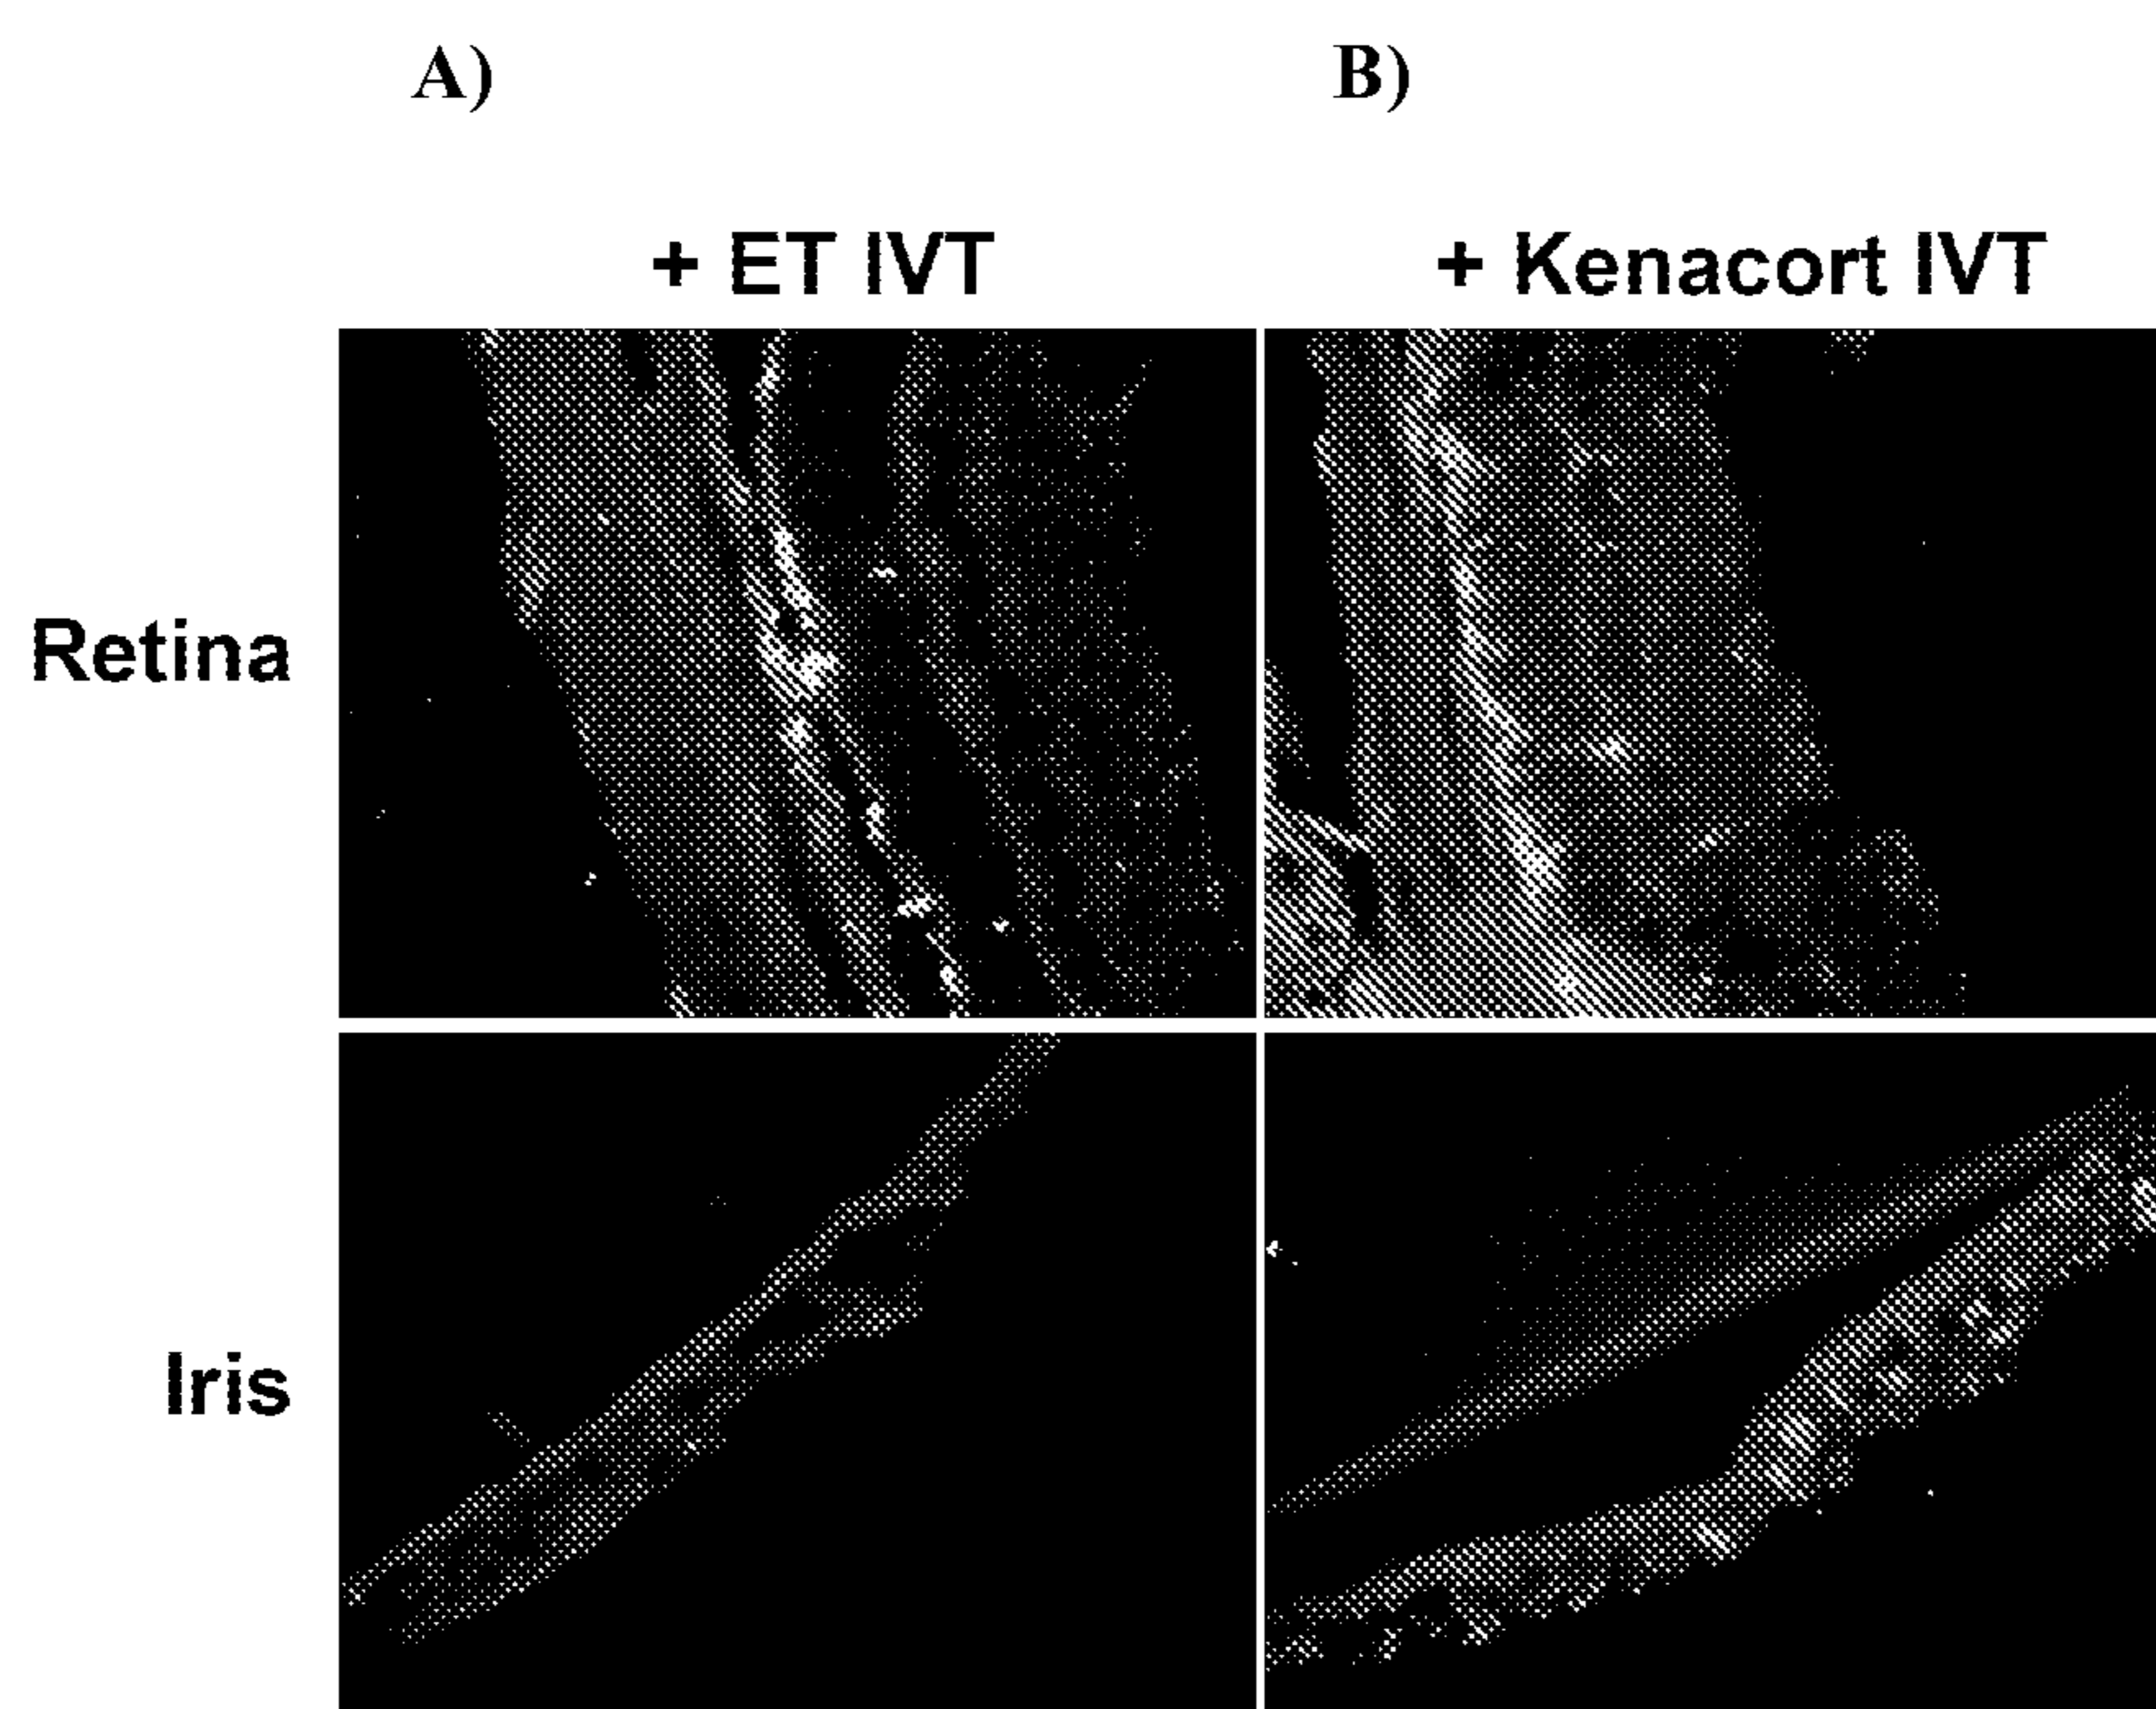 A) B)
+ ET IVT + Kenacort IVT
Retina
Iris